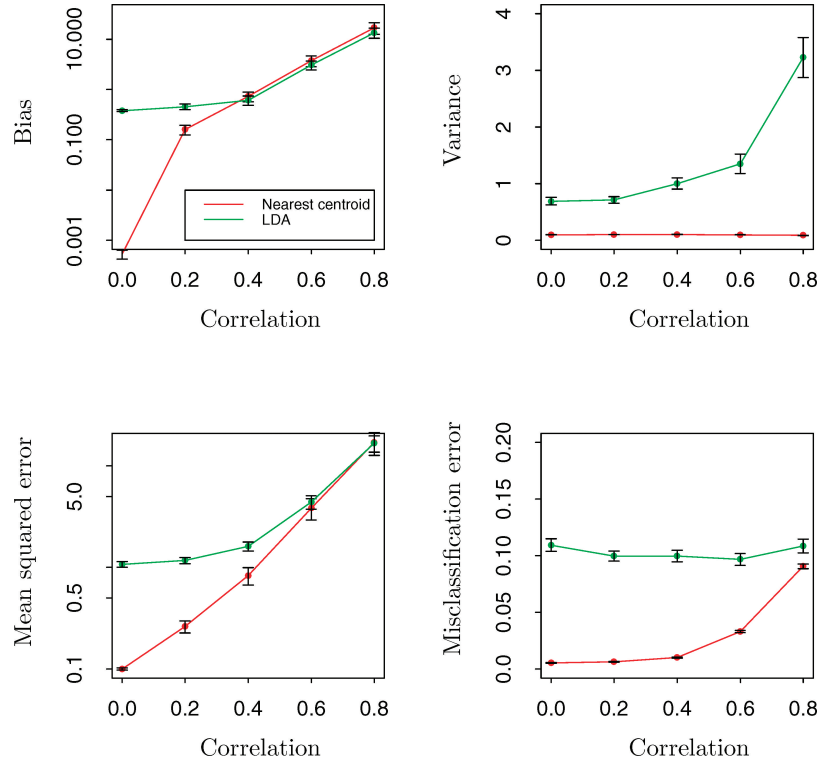 Bias
10.000
0.100
0.001
Nearest centroid
LDA
0.0 0.2 0.4 0.6 0.8
Correlation
Variance
4
3
2
1
0
0.0 0.2 0.4 0.6 0.8
Correlation
Mean squared error
5.0
0.5
0.1
0.0 0.2 0.4 0.6 0.8
Correlation
Misclassification error
0.20
0.15
0.10
0.05
0.0
0.0 0.2 0.4 0.6 0.8
Correlation